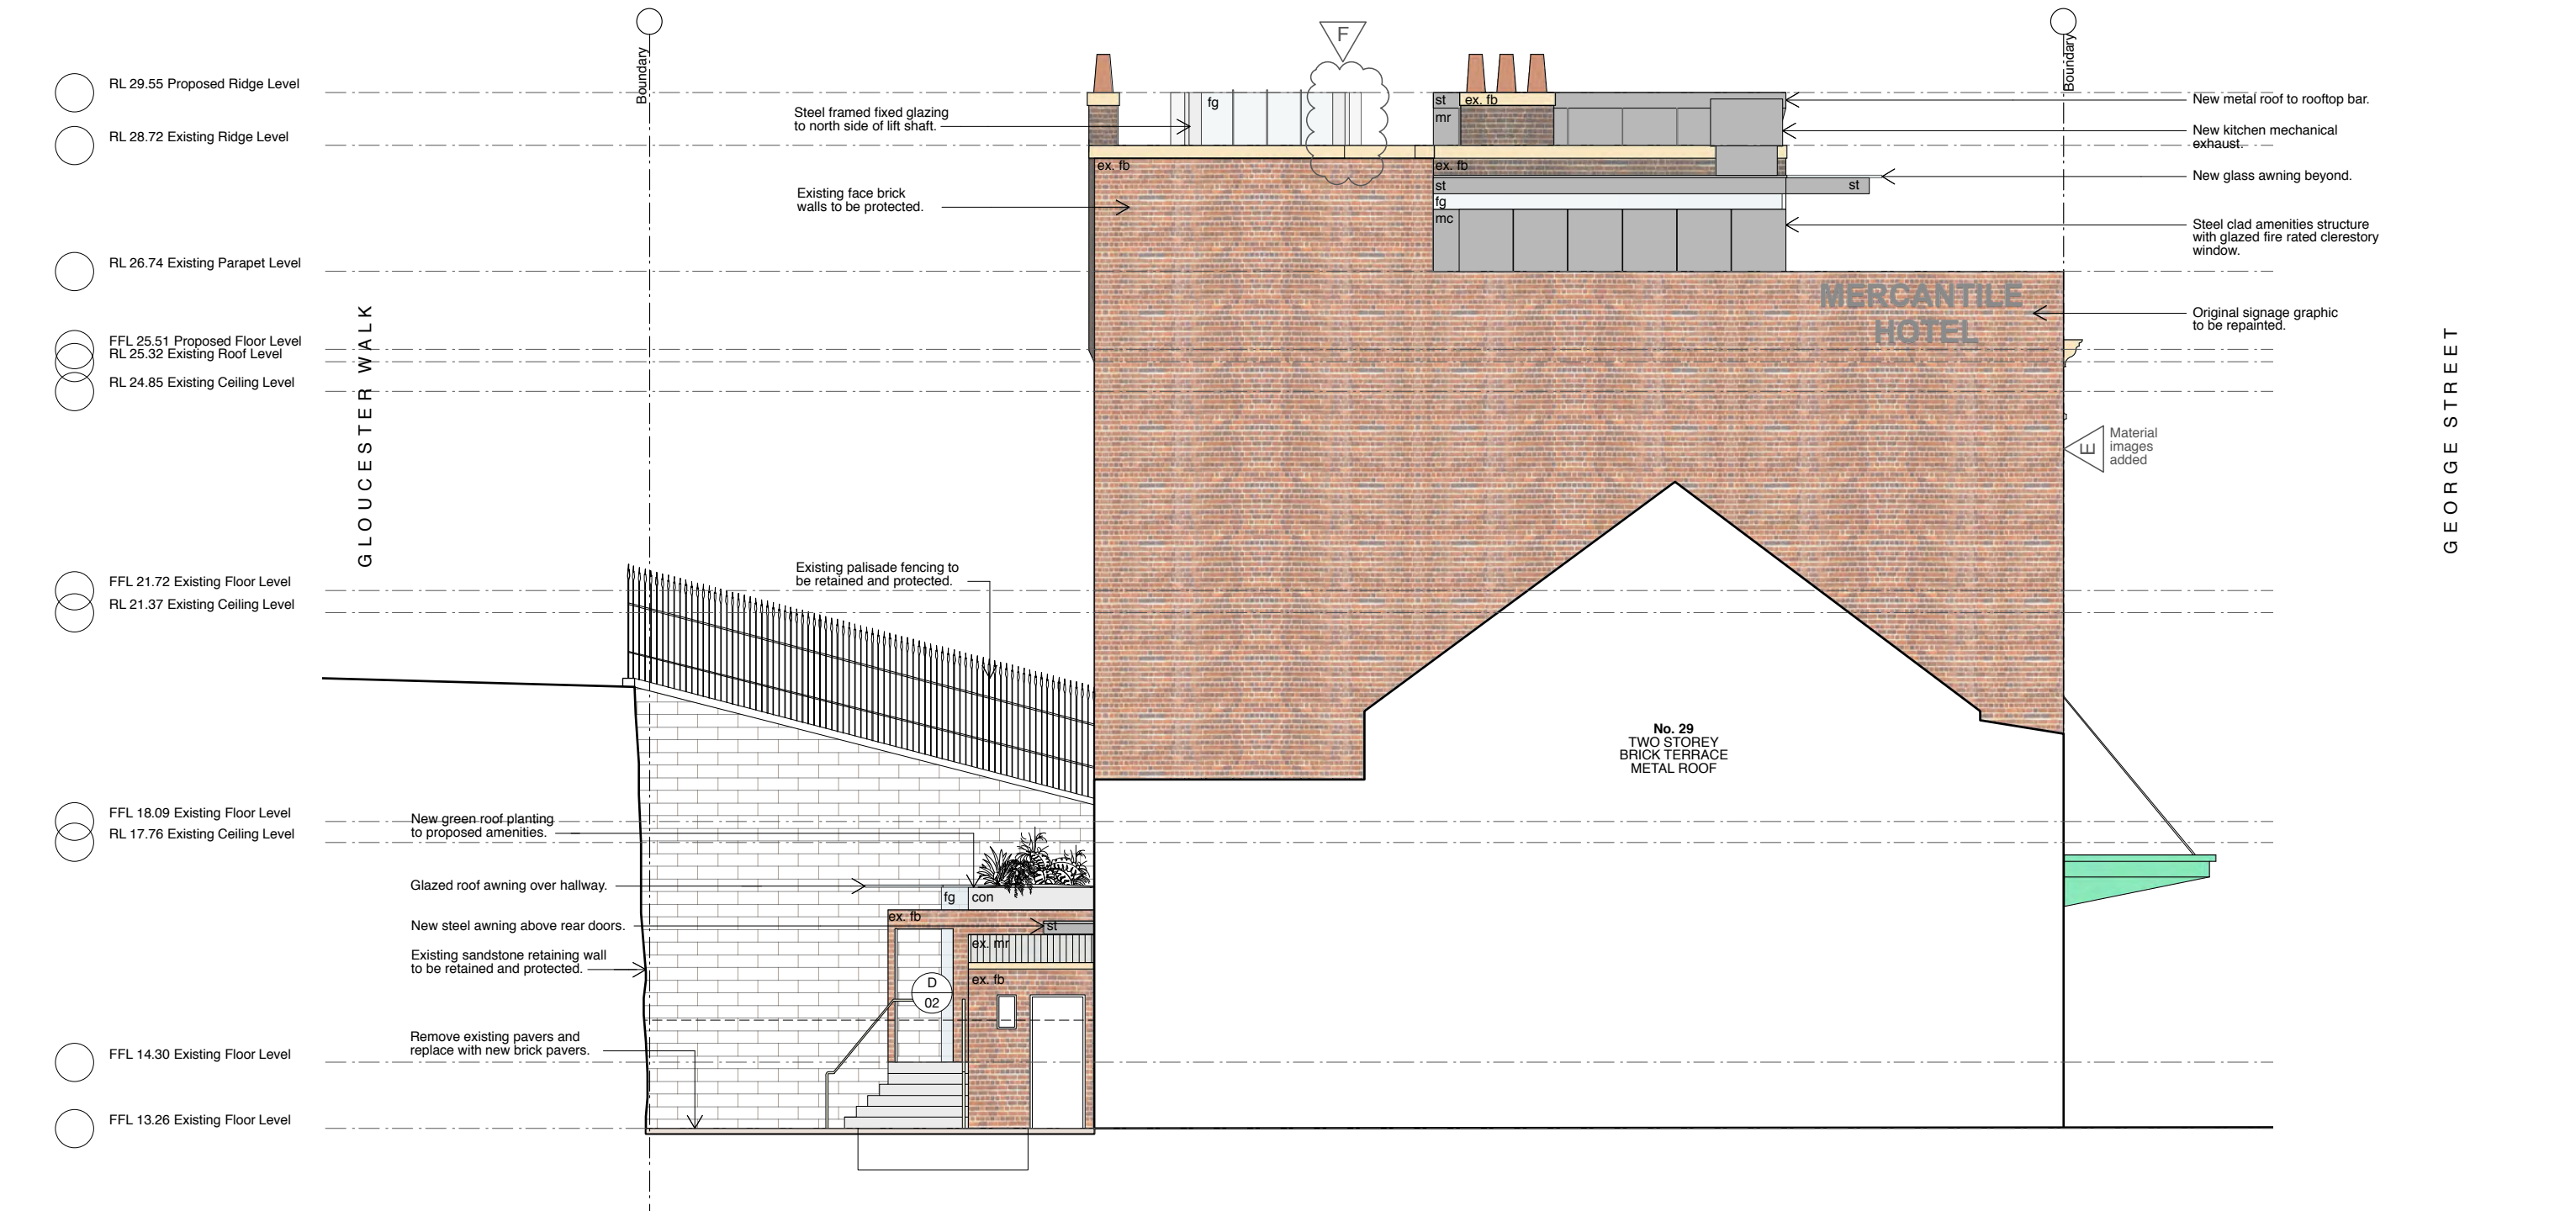 F
Boundary
Boundary
RL 29.55 Proposed Ridge Level
RL 28.72 Existing Ridge Level
RL 26.74 Existing Parapet Level
FFL 25.51 Proposed Floor Level
RL 25.32 Existing Roof Level
RL 24.85 Existing Ceiling Level
FFL 21.72 Existing Floor Level
RL 21.37 Existing Ceiling Level
FFL 18.09 Existing Floor Level
RL 17.76 Existing Ceiling Level
FFL 14.30 Existing Floor Level
FFL 13.26 Existing Floor Level
GLOUCESTER WALK
Steel framed fixed glazing
to north side of lift shaft.
Existing face brick
walls to be protected.
Existing palisade fencing to
be retained and protected.
New green roof planting
to proposed amenities.
Glazed roof awning over hallway.
New steel awning above rear doors.
Existing sandstone retaining wall
to be retained and protected.
Remove existing pavers and
replace with new brick pavers.
fg
st
ex. fb
mr
ex. fb
ex. fb
st
st
fg
mc
MERCANTILE
HOTEL
No. 29
TWO STOREY
BRICK TERRACE
METAL ROOF
fg
con
ex. fb
st
ex. mr
ex. fb
D
02
New metal roof to rooftop bar.
New kitchen mechanical
exhaust.
New glass awning beyond.
Steel clad amenities structure
with glazed fire rated clerestory
window.
Original signage graphic
to be repainted.
E
Material
images
added
GEORGE STREET